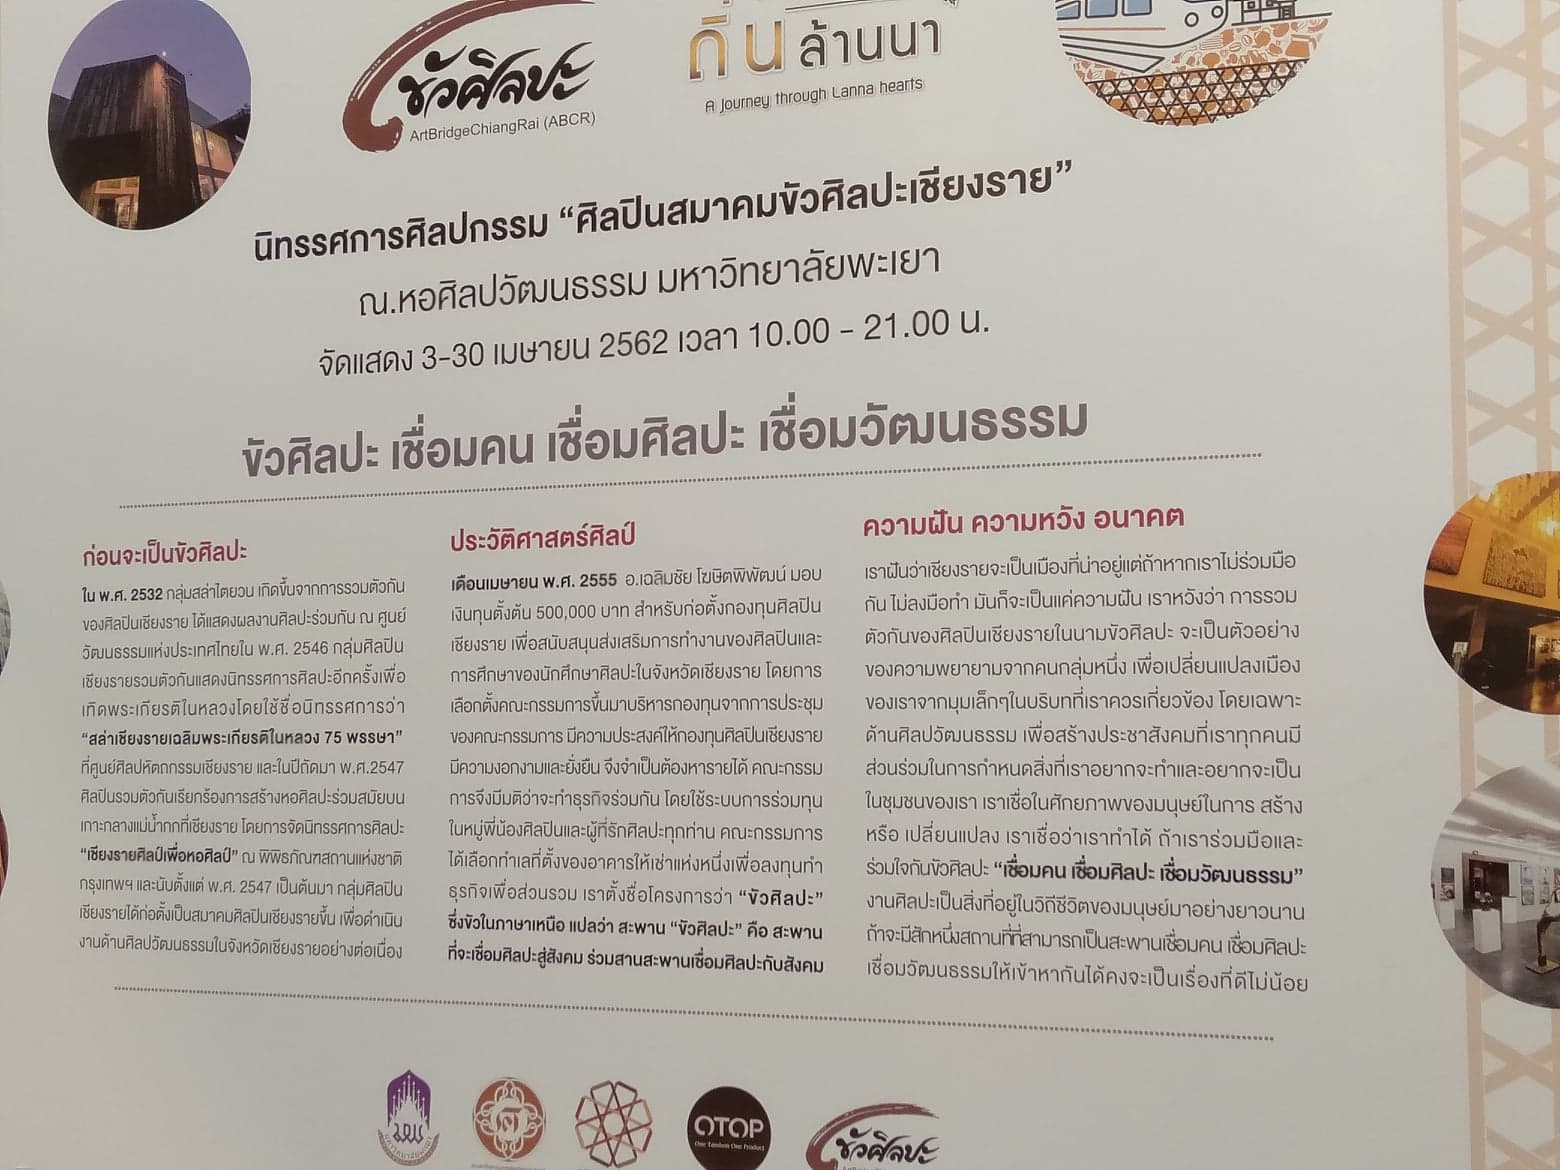 ขัวศิลปะ
ArtBridgeChiangRai (ABCR)
ถิ่นล้านนา
A Journey through Lanna hearts
นิทรรศการศิลปกรรม “ศิลปินสมาคมขัวศิลปะเชียงราย”
ณ.หอศิลปวัฒนธรรม มหาวิทยาลัยพะเยา
จัดแสดง 3-30 เมษายน 2562 เวลา 10.00 - 21.00 น.
ขัวศิลปะ เชื่อมคน เชื่อมศิลปะ เชื่อมวัฒนธรรม
ก่อนจะเป็นขัวศิลปะ
ใน พ.ศ. 2532 กลุ่มสล่าไตยวน เกิดขึ้นจากการรวมตัวกัน
ของศิลปินเชียงราย ได้แสดงผลงานศิลปะร่วมกัน ณ ศูนย์
วัฒนธรรมแห่งประเทศไทยใน พ.ศ. 2546 กลุ่มศิลปิน
เชียงรายรวมตัวกันแสดงนิทรรศการศิลปะอีกครั้งเพื่อ
เทิดพระเกียรติในหลวงโดยใช้ชื่อนิทรรศการว่า
“สล่าเชียงรายเฉลิมพระเกียรติในหลวง 75 พรรษา”
ที่ศูนย์ศิลปหัตถกรรมเชียงราย และในปีถัดมา พ.ศ.2547
ศิลปินรวมตัวกันเรียกร้องการสร้างหอศิลปะร่วมสมัยบน
เกาะกลางแม่น้ำกกที่เชียงราย โดยการจัดนิทรรศการศิลปะ
“เชียงรายศิลป์เพื่อหอศิลป์” ณ พิพิธภัณฑสถานแห่งชาติ
กรุงเทพฯ และนับตั้งแต่ พ.ศ. 2547 เป็นต้นมา กลุ่มศิลปิน
เชียงรายได้ก่อตั้งเป็นสมาคมศิลปินเชียงรายขึ้น เพื่อดำเนิน
งานด้านศิลปวัฒนธรรมในจังหวัดเชียงรายอย่างต่อเนื่อง
ประวัติศาสตร์ศิลป์
เดือนเมษายน พ.ศ. 2555 อ.เฉลิมชัย โฆษิตพิพัฒน์ มอบ
เงินทุนตั้งต้น 500,000 บาท สำหรับก่อตั้งกองทุนศิลปิน
เชียงราย เพื่อสนับสนุนส่งเสริมการทำงานของศิลปินและ
การศึกษาของนักศึกษาศิลปะในจังหวัดเชียงราย โดยการ
เลือกตั้งคณะกรรมการขึ้นมาบริหารกองทุนจากการประชุม
ของคณะกรรมการ มีความประสงค์ให้กองทุนศิลปินเชียงราย
มีความงอกงามและยั่งยืน จึงจำเป็นต้องหารายได้ คณะกรรม
การจึงมีมติว่าจะทำธุรกิจร่วมกัน โดยใช้ระบบการร่วมทุน
ในหมู่พี่น้องศิลปินและผู้ที่รักศิลปะทุกท่าน คณะกรรมการ
ได้เลือกทำเลที่ตั้งของอาคารให้เช่าแห่งหนึ่งเพื่อลงทุนทำ
ธุรกิจเพื่อส่วนรวม เราตั้งชื่อโครงการว่า “ขัวศิลปะ”
ซึ่งขัวในภาษาเหนือ แปลว่า สะพาน “ขัวศิลปะ” คือ สะพาน
ที่จะเชื่อมศิลปะสู่สังคม ร่วมสานสะพานเชื่อมศิลปะกับสังคม
ความฝัน ความหวัง อนาคต
เราฝันว่าเชียงรายจะเป็นเมืองที่น่าอยู่แต่ถ้าหากเราไม่ร่วมมือ
กัน ไม่ลงมือทำ มันก็จะเป็นแค่ความฝัน เราหวังว่า การรวม
ตัวกันของศิลปินเชียงรายในนามขัวศิลปะ จะเป็นตัวอย่าง
ของความพยายามจากคนกลุ่มหนึ่ง เพื่อเปลี่ยนแปลงเมือง
ของเราจากมุมเล็กๆในบริบทที่เราควรเกี่ยวข้อง โดยเฉพาะ
ด้านศิลปวัฒนธรรม เพื่อสร้างประชาสังคมที่เราทุกคนมี
ส่วนร่วมในการกำหนดสิ่งที่เราอยากจะทำและอยากจะเป็น
ในชุมชนของเรา เราเชื่อในศักยภาพของมนุษย์ในการ สร้าง
หรือ เปลี่ยนแปลง เราเชื่อว่าเราทำได้ ถ้าเราร่วมมือและ
ร่วมใจกันขัวศิลปะ “เชื่อมคน เชื่อมศิลปะ เชื่อมวัฒนธรรม”
งานศิลปะเป็นสิ่งที่อยู่ในวิถีชีวิตของมนุษย์มาอย่างยาวนาน
ถ้าจะมีสักหนึ่งสถานที่ที่สามารถเป็นสะพานเชื่อมคน เชื่อมศิลปะ
เชื่อมวัฒนธรรมให้เข้าหากันได้คงจะเป็นเรื่องที่ดีไม่น้อย
OTOP
One Tambon One Product
ขัวศิลปะ